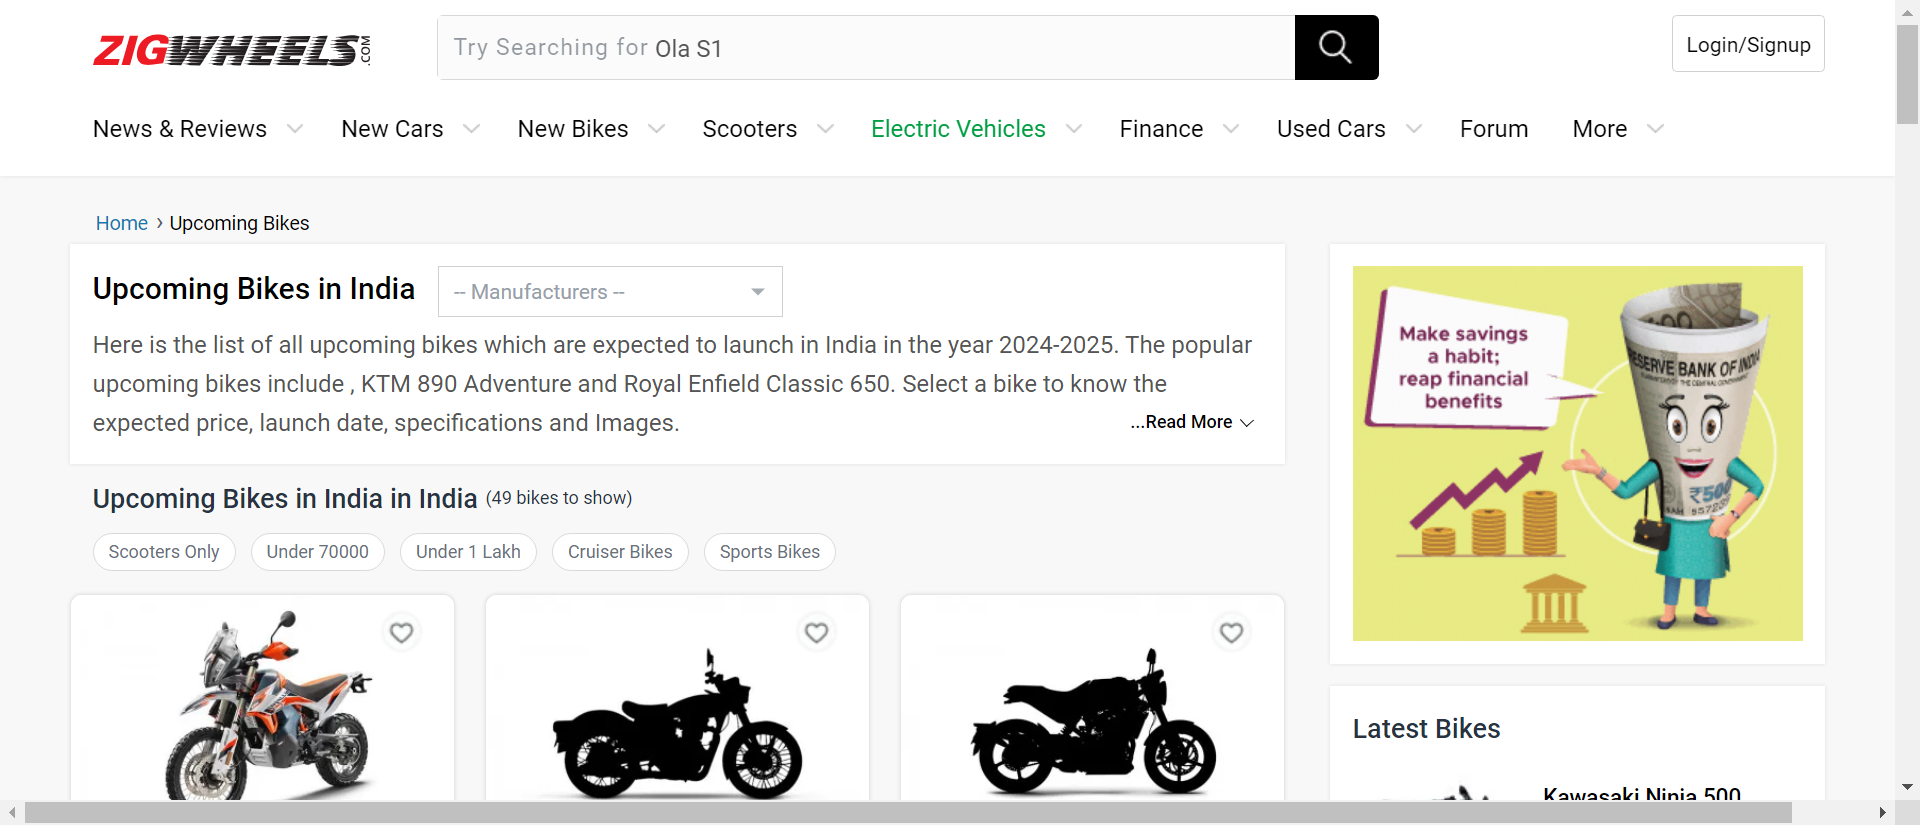 ZIGWHEELS.COM
Try Searching for Ola S1
Login/Signup
News & Reviews New Cars New Bikes Scooters Electric Vehicles Finance Used Cars Forum More
Home › Upcoming Bikes
Upcoming Bikes in India
-- Manufacturers --
Here is the list of all upcoming bikes which are expected to launch in India in the year 2024-2025. The popular
upcoming bikes include , KTM 890 Adventure and Royal Enfield Classic 650. Select a bike to know the
expected price, launch date, specifications and Images.
...Read More
Upcoming Bikes in India in India (49 bikes to show)
Scooters Only Under 70000 Under 1 Lakh Cruiser Bikes Sports Bikes
Make savings
a habit;
reap financial
benefits
RESERVE BANK OF INDIA
₹500
Latest Bikes
Kawasaki Ninja 500